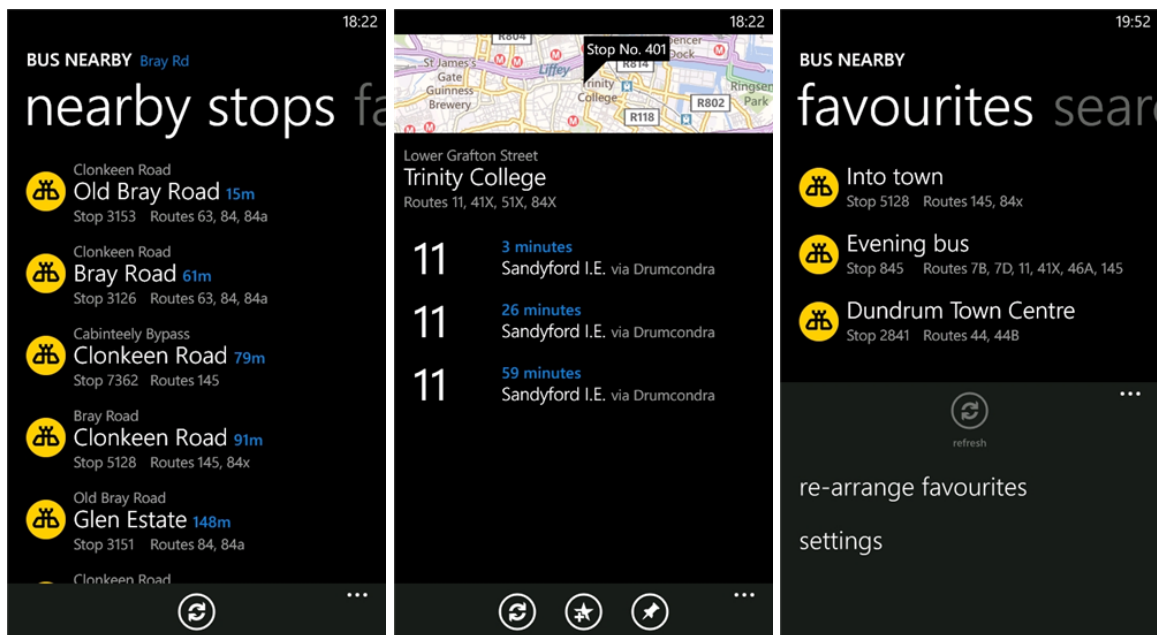 18:22
BUS NEARBY Bray Rd
nearby stops fa
Clonkeen Road
Old Bray Road 15m
Stop 3153 Routes 63, 84, 84a
Clonkeen Road
Bray Road 61m
Stop 3126 Routes 63, 84, 84a
Cabinteely Bypass
Clonkeen Road 79m
Stop 7362 Routes 145
Bray Road
Clonkeen Road 91m
Stop 5128 Routes 145, 84x
Old Bray Road
Glen Estate 148m
Stop 3151 Routes 84, 84a
Clonkeen Road
18:22
R804
Stop No. 401
Spencer
Dock
St James's
Gate
Guinness
Brewery
Liffey
R814
Trinity
College
Ringsen
Park
R802
R118
M
M
M
M
M
M
Lower Grafton Street
Trinity College
Routes 11, 41X, 51X, 84X
11
3 minutes
Sandyford I.E. via Drumcondra
11
26 minutes
Sandyford I.E. via Drumcondra
11
59 minutes
Sandyford I.E. via Drumcondra
19:52
BUS NEARBY
favourites sear
Into town
Stop 5128 Routes 145, 84x
Evening bus
Stop 845 Routes 7B, 7D, 11, 41X, 46A, 145
Dundrum Town Centre
Stop 2841 Routes 44, 44B
refresh
re-arrange favourites
settings